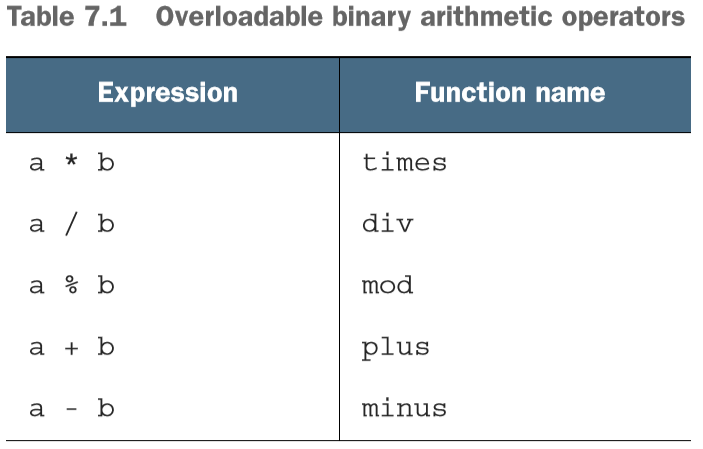 Table 7.1 Overloadable binary arithmetic operators
Expression Function name
a * b times
a / b div
a % b mod
a + b plus
a - b minus